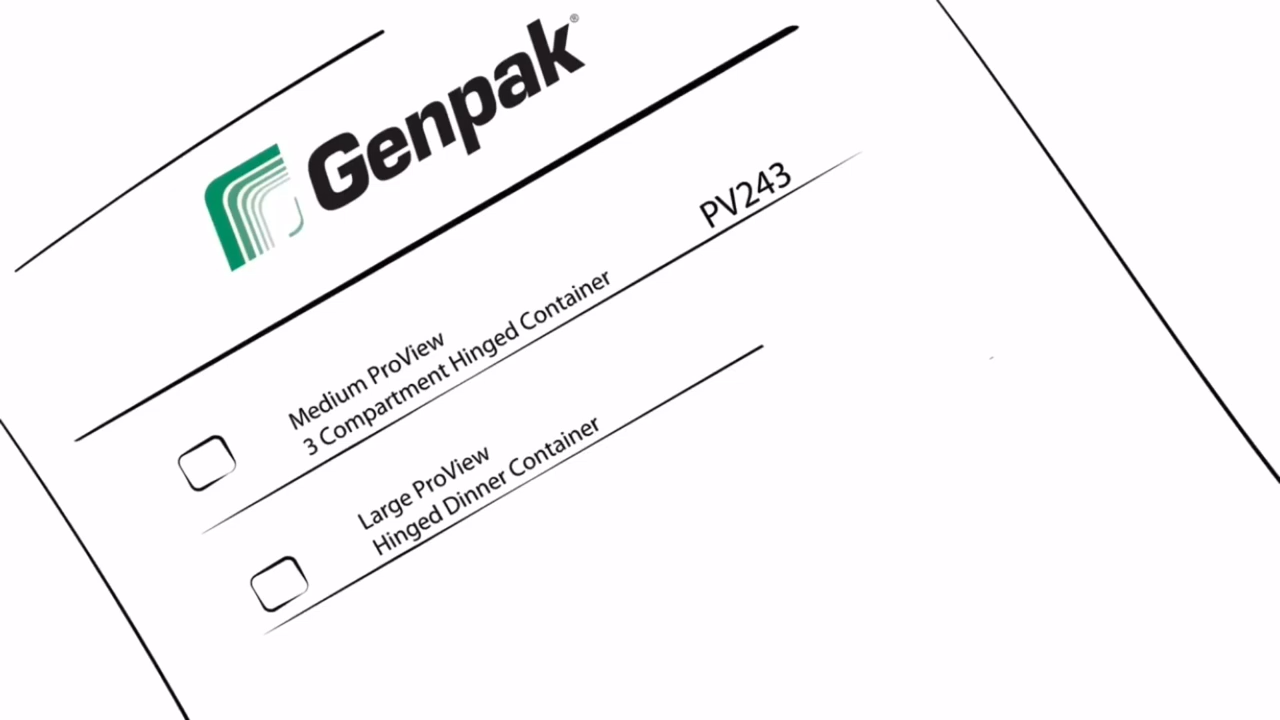 Genpak®
Medium ProView
3 Compartment Hinged Container PV243
Large ProView
Hinged Dinner Container